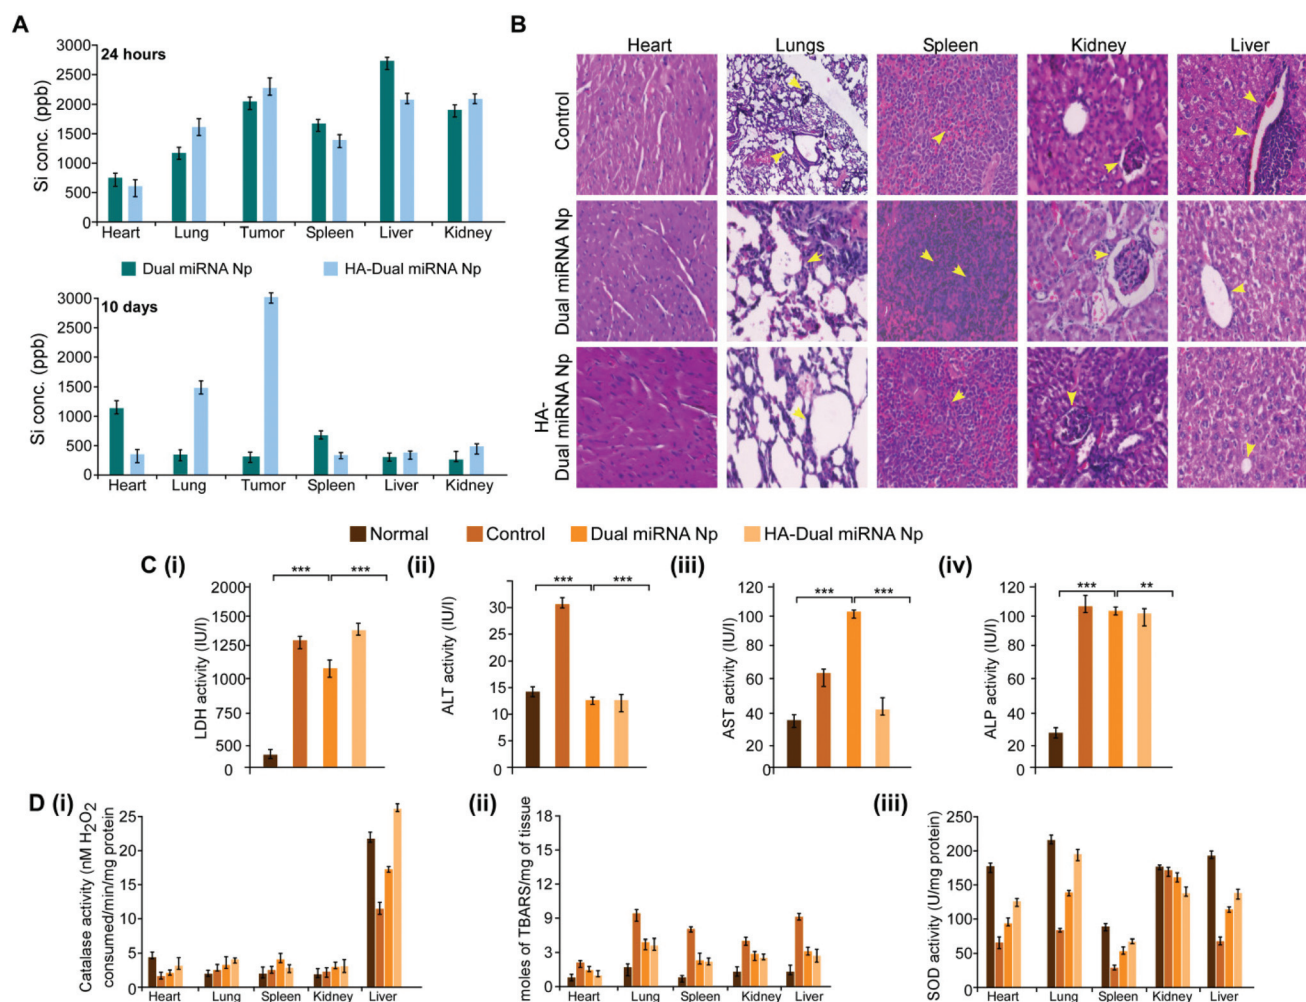 A
24 hours
Si conc. (ppb)
3000
2500
2000
1500
1000
500
0
Heart Lung Tumor Spleen Liver Kidney
Dual miRNA Np HA-Dual miRNA Np
10 days
Si conc. (ppb)
3000
2500
2000
1500
1000
500
0
Heart Lung Tumor Spleen Liver Kidney
B
Heart Lungs Spleen Kidney Liver
Control
Dual miRNA Np
HA-
Dual miRNA Np
Normal Control Dual miRNA Np HA-Dual miRNA Np
C (i)
LDH activity (IU/l)
2000
1500
1250
1000
750
500
0
*** ***
(ii)
ALT activity (IU/l)
30
25
20
15
10
5
0
*** ***
(iii)
AST activity (IU/l)
120
100
80
60
40
20
0
*** ***
(iv)
ALP activity (IU/l)
120
100
80
60
40
20
0
*** **
D (i)
Catalase activity (nM H2O2
consumed/min/mg protein)
25
20
15
10
5
0
Heart Lung Spleen Kidney Liver
(ii)
moles of TBARS/mg of tissue
18
15
12
9
3
0
Heart Lung Spleen Kidney Liver
(iii)
SOD activity (U/mg protein)
250
200
150
100
50
0
Heart Lung Spleen Kidney Liver